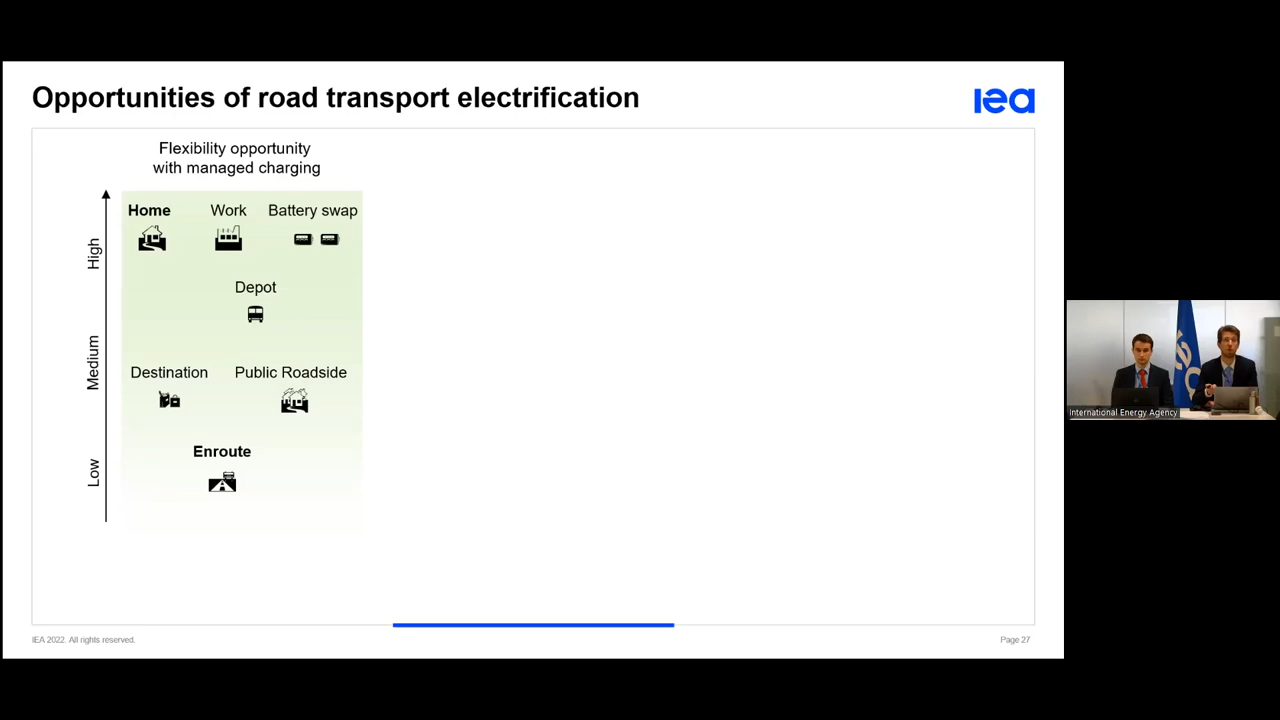 Opportunities of road transport electrification
iea
Flexibility opportunity
with managed charging
High
Medium
Low
Home Work Battery swap
Depot
Destination Public Roadside
Enroute
International Energy Agency
IEA 2022. All rights reserved.
Page 27